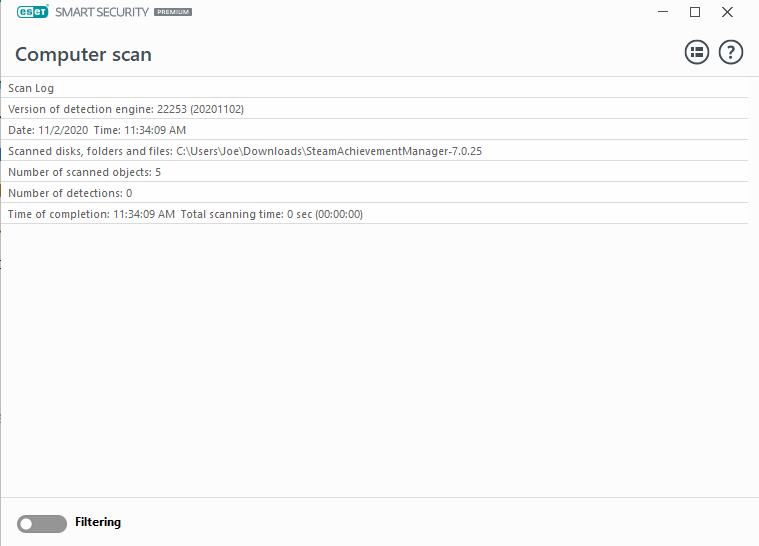 eset SMART SECURITY PREMIUM
Computer scan
?
Scan Log
Version of detection engine: 22253 (20201102)
Date: 11/2/2020  Time: 11:34:09 AM
Scanned disks, folders and files: C:\Users\Joe\Downloads\SteamAchievementManager-7.0.25
Number of scanned objects: 5
Number of detections: 0
Time of completion: 11:34:09 AM  Total scanning time: 0 sec (00:00:00)
Filtering